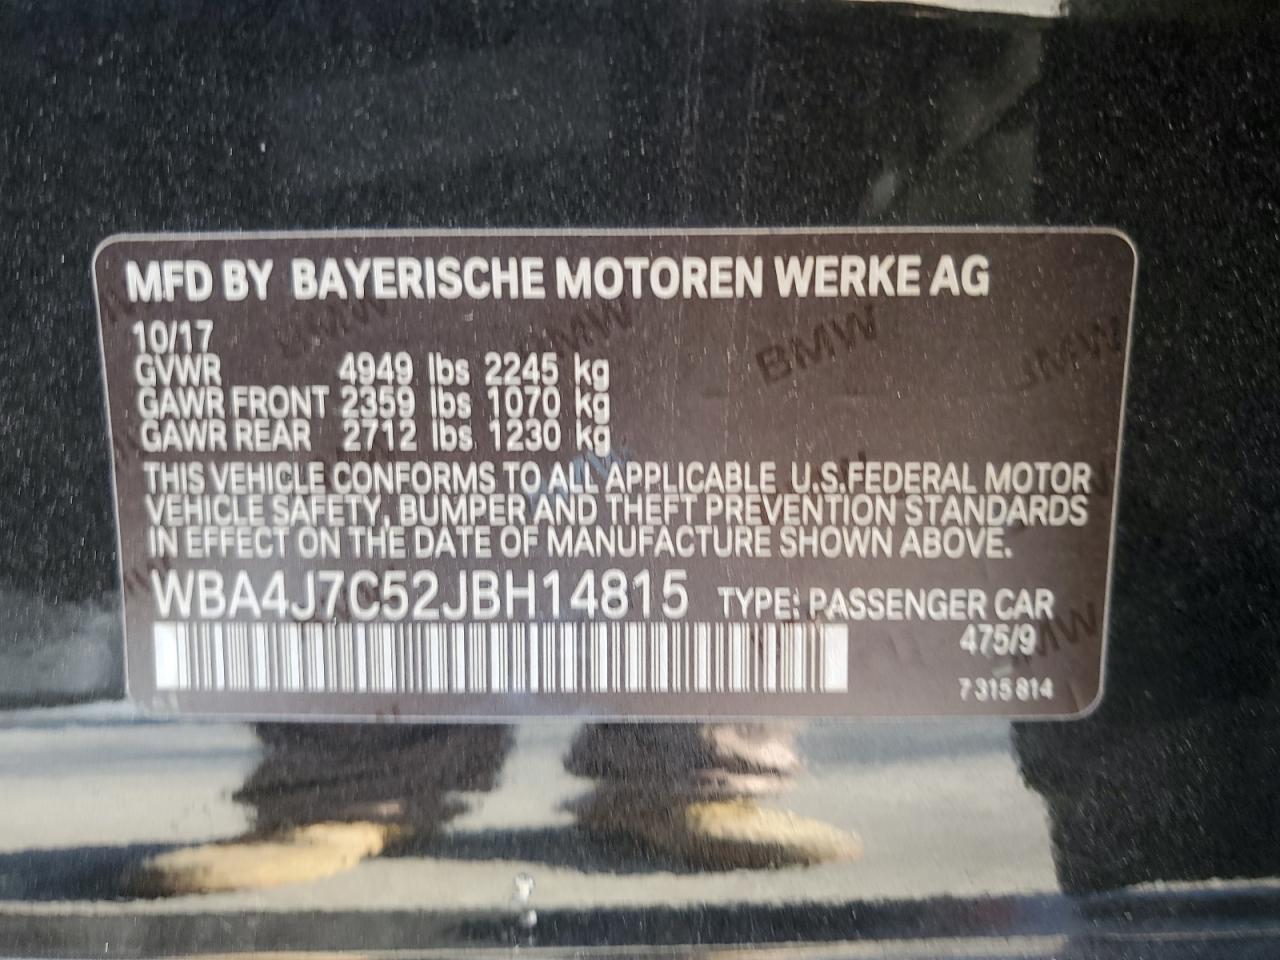 MFD BY BAYERISCHE MOTOREN WERKE AG
10/17
GVWR 4949 lbs 2245 kg
GAWR FRONT 2359 lbs 1070 kg
GAWR REAR 2712 lbs 1230 kg
THIS VEHICLE CONFORMS TO ALL APPLICABLE U.S.FEDERAL MOTOR
VEHICLE SAFETY, BUMPER AND THEFT PREVENTION STANDARDS
IN EFFECT ON THE DATE OF MANUFACTURE SHOWN ABOVE.
WBA4J7C52JBH14815 TYPE: PASSENGER CAR
475/9
7 315 814
BMW
BMW
BMW